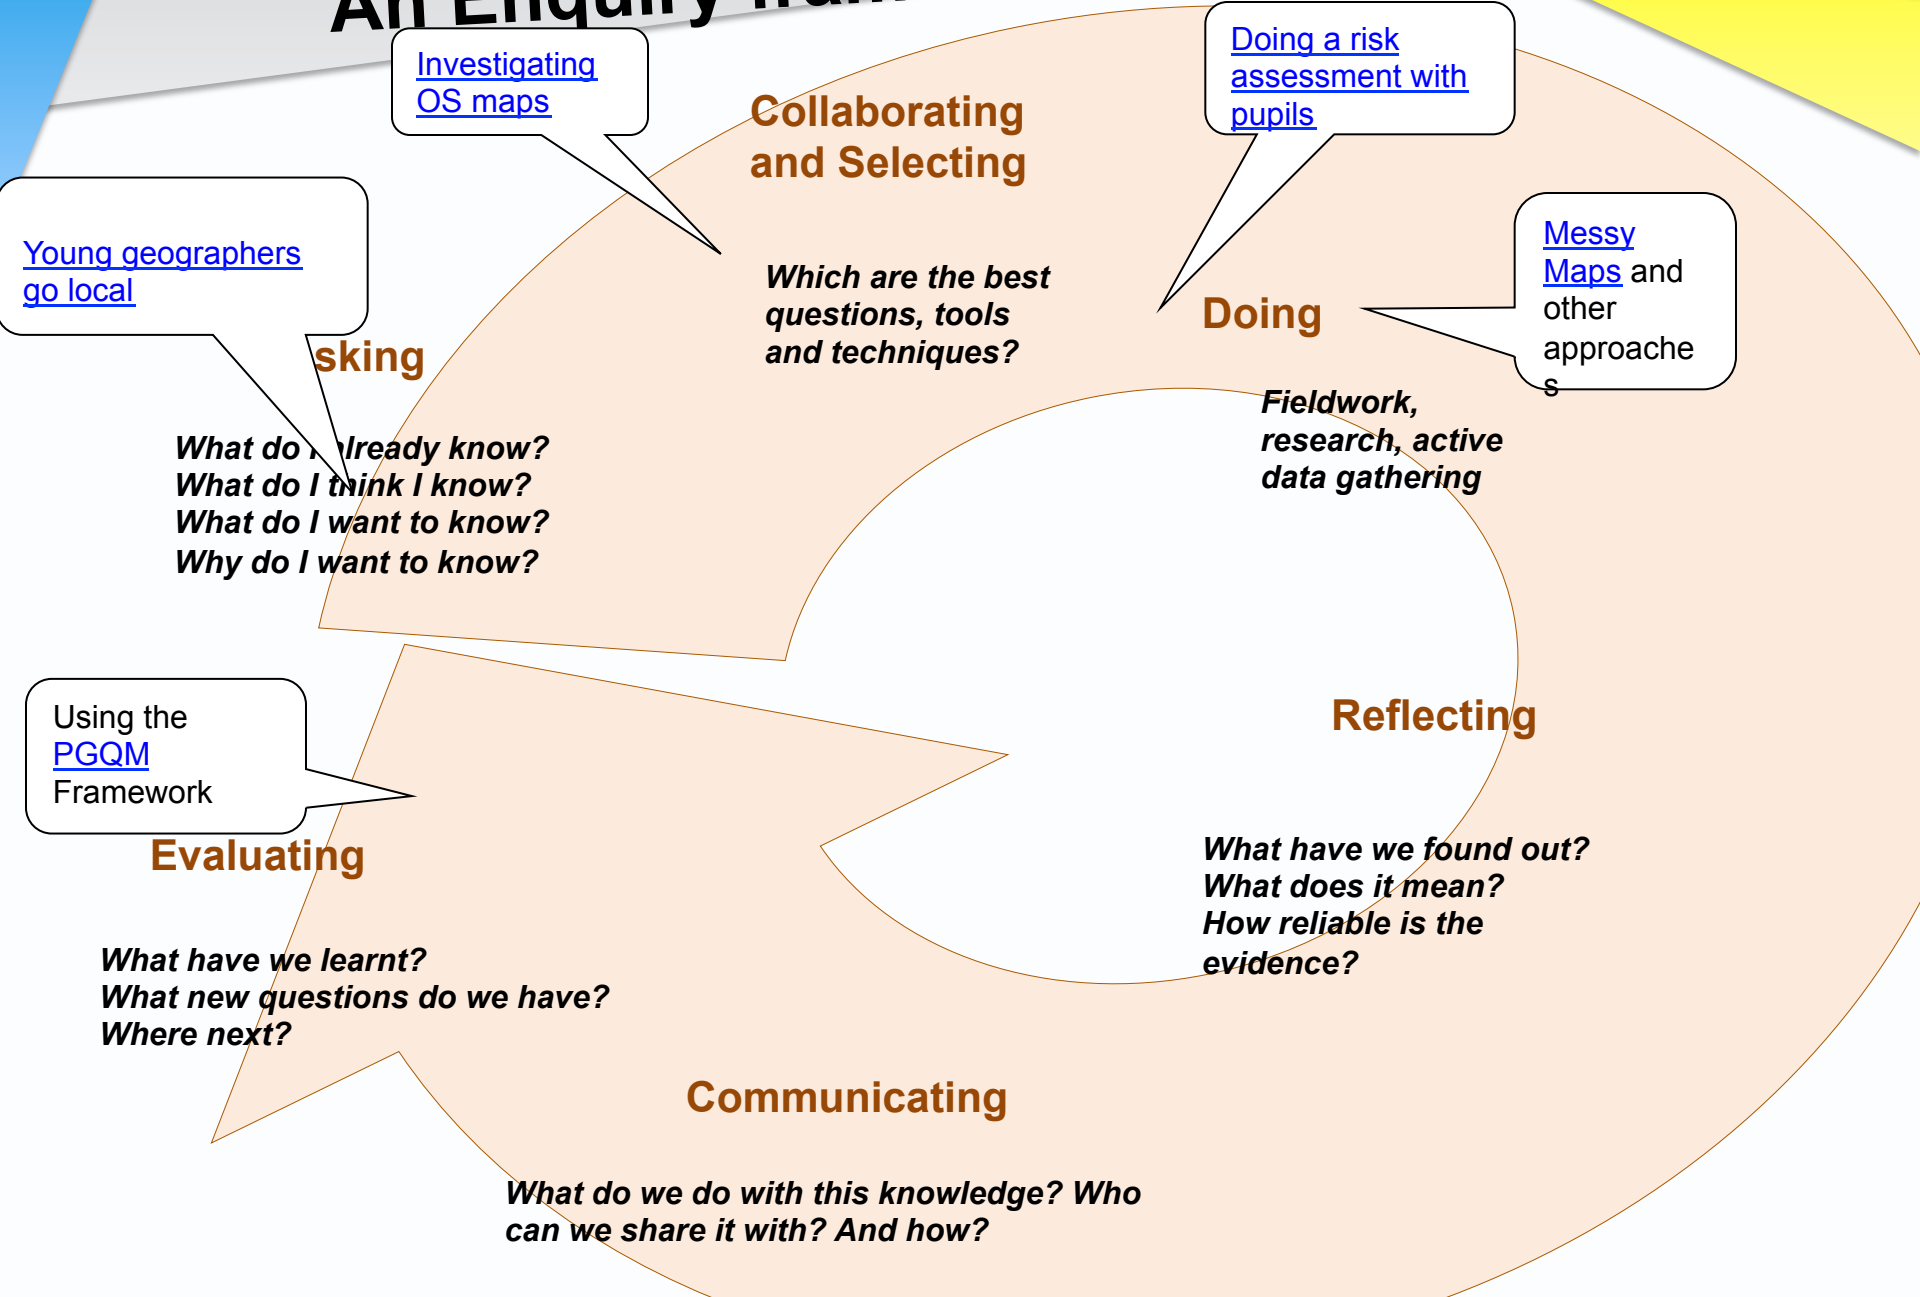 An Enquiry
Investigating
OS maps
Doing a risk
assessment with
pupils
Collaborating
and Selecting
Young geographers
go local
Messy
Maps and
other
approache
s
Which are the best
questions, tools
and techniques?
Doing
sking
Fieldwork,
research, active
data gathering
What do I already know?
What do I think I know?
What do I want to know?
Why do I want to know?
Using the
PGQM
Framework
Reflecting
Evaluating
What have we found out?
What does it mean?
How reliable is the
evidence?
What have we learnt?
What new questions do we have?
Where next?
Communicating
What do we do with this knowledge? Who
can we share it with? And how?